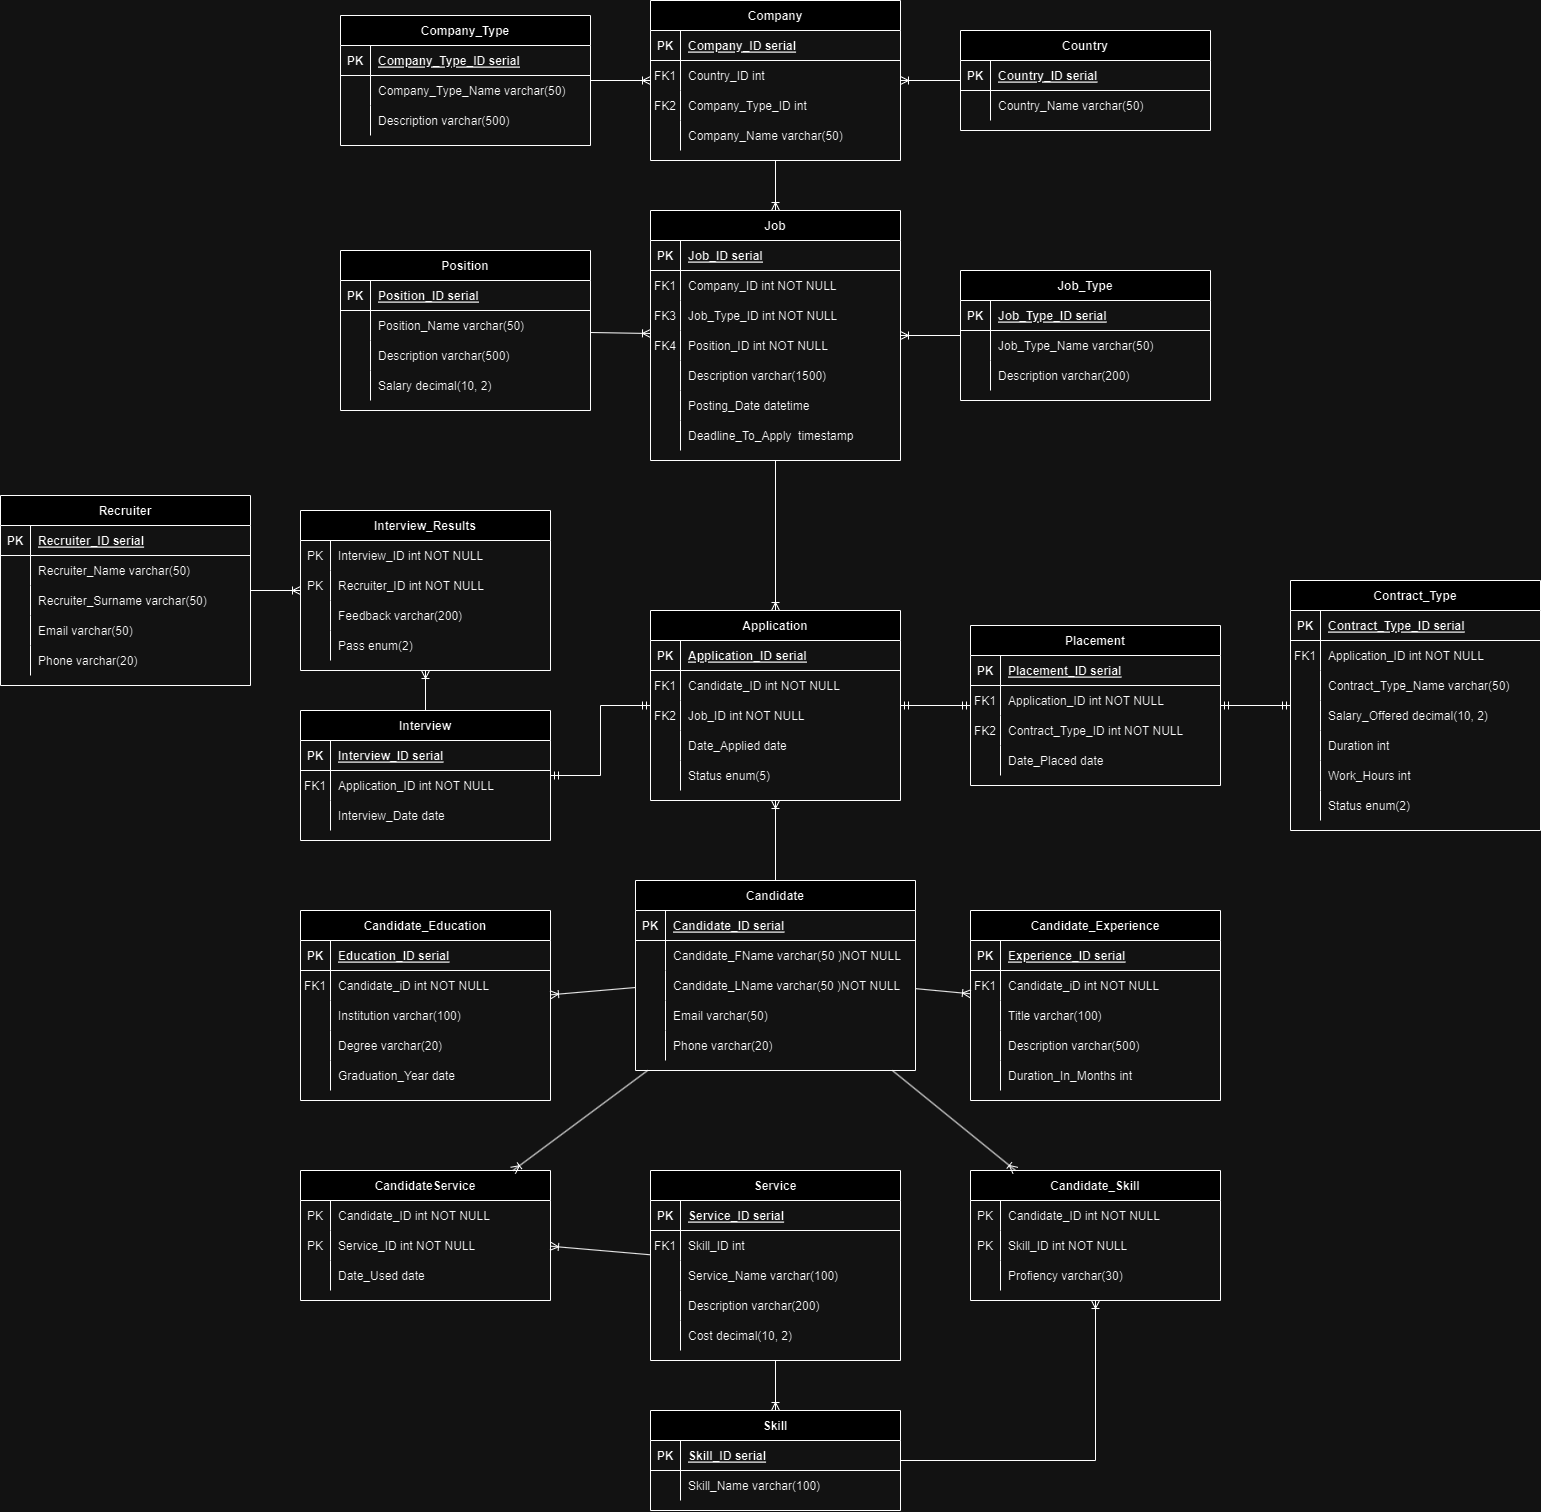 Company_Type
PK Company_Type_ID serial
Company_Type_Name varchar(50)
Description varchar(500)
Company
PK Company_ID serial
FK1 Country_ID int
FK2 Company_Type_ID int
Company_Name varchar(50)
Country
PK Country_ID serial
Country_Name varchar(50)
Position
PK Position_ID serial
Position_Name varchar(50)
Description varchar(500)
Salary decimal(10, 2)
Job
PK Job_ID serial
FK1 Company_ID int NOT NULL
FK3 Job_Type_ID int NOT NULL
FK4 Position_ID int NOT NULL
Description varchar(1500)
Posting_Date datetime
Deadline_To_Apply timestamp
Job_Type
PK Job_Type_ID serial
Job_Type_Name varchar(50)
Description varchar(200)
Recruiter
PK Recruiter_ID serial
Recruiter_Name varchar(50)
Recruiter_Surname varchar(50)
Email varchar(50)
Phone varchar(20)
Interview_Results
PK Interview_ID int NOT NULL
PK Recruiter_ID int NOT NULL
Feedback varchar(200)
Pass enum(2)
Interview
PK Interview_ID serial
FK1 Application_ID int NOT NULL
Interview_Date date
Application
PK Application_ID serial
FK1 Candidate_ID int NOT NULL
FK2 Job_ID int NOT NULL
Date_Applied date
Status enum(5)
Placement
PK Placement_ID serial
FK1 Application_ID int NOT NULL
FK2 Contract_Type_ID int NOT NULL
Date_Placed date
Contract_Type
PK Contract_Type_ID serial
FK1 Application_ID int NOT NULL
Contract_Type_Name varchar(50)
Salary_Offered decimal(10, 2)
Duration int
Work_Hours int
Status enum(2)
Candidate_Education
PK Education_ID serial
FK1 Candidate_iD int NOT NULL
Institution varchar(100)
Degree varchar(20)
Graduation_Year date
Candidate
PK Candidate_ID serial
Candidate_FName varchar(50 )NOT NULL
Candidate_LName varchar(50 )NOT NULL
Email varchar(50)
Phone varchar(20)
Candidate_Experience
PK Experience_ID serial
FK1 Candidate_iD int NOT NULL
Title varchar(100)
Description varchar(500)
Duration_In_Months int
CandidateService
PK Candidate_ID int NOT NULL
PK Service_ID int NOT NULL
Date_Used date
Service
PK Service_ID serial
FK1 Skill_ID int
Service_Name varchar(100)
Description varchar(200)
Cost decimal(10, 2)
Candidate_Skill
PK Candidate_ID int NOT NULL
PK Skill_ID int NOT NULL
Profiency varchar(30)
Skill
PK Skill_ID serial
Skill_Name varchar(100)